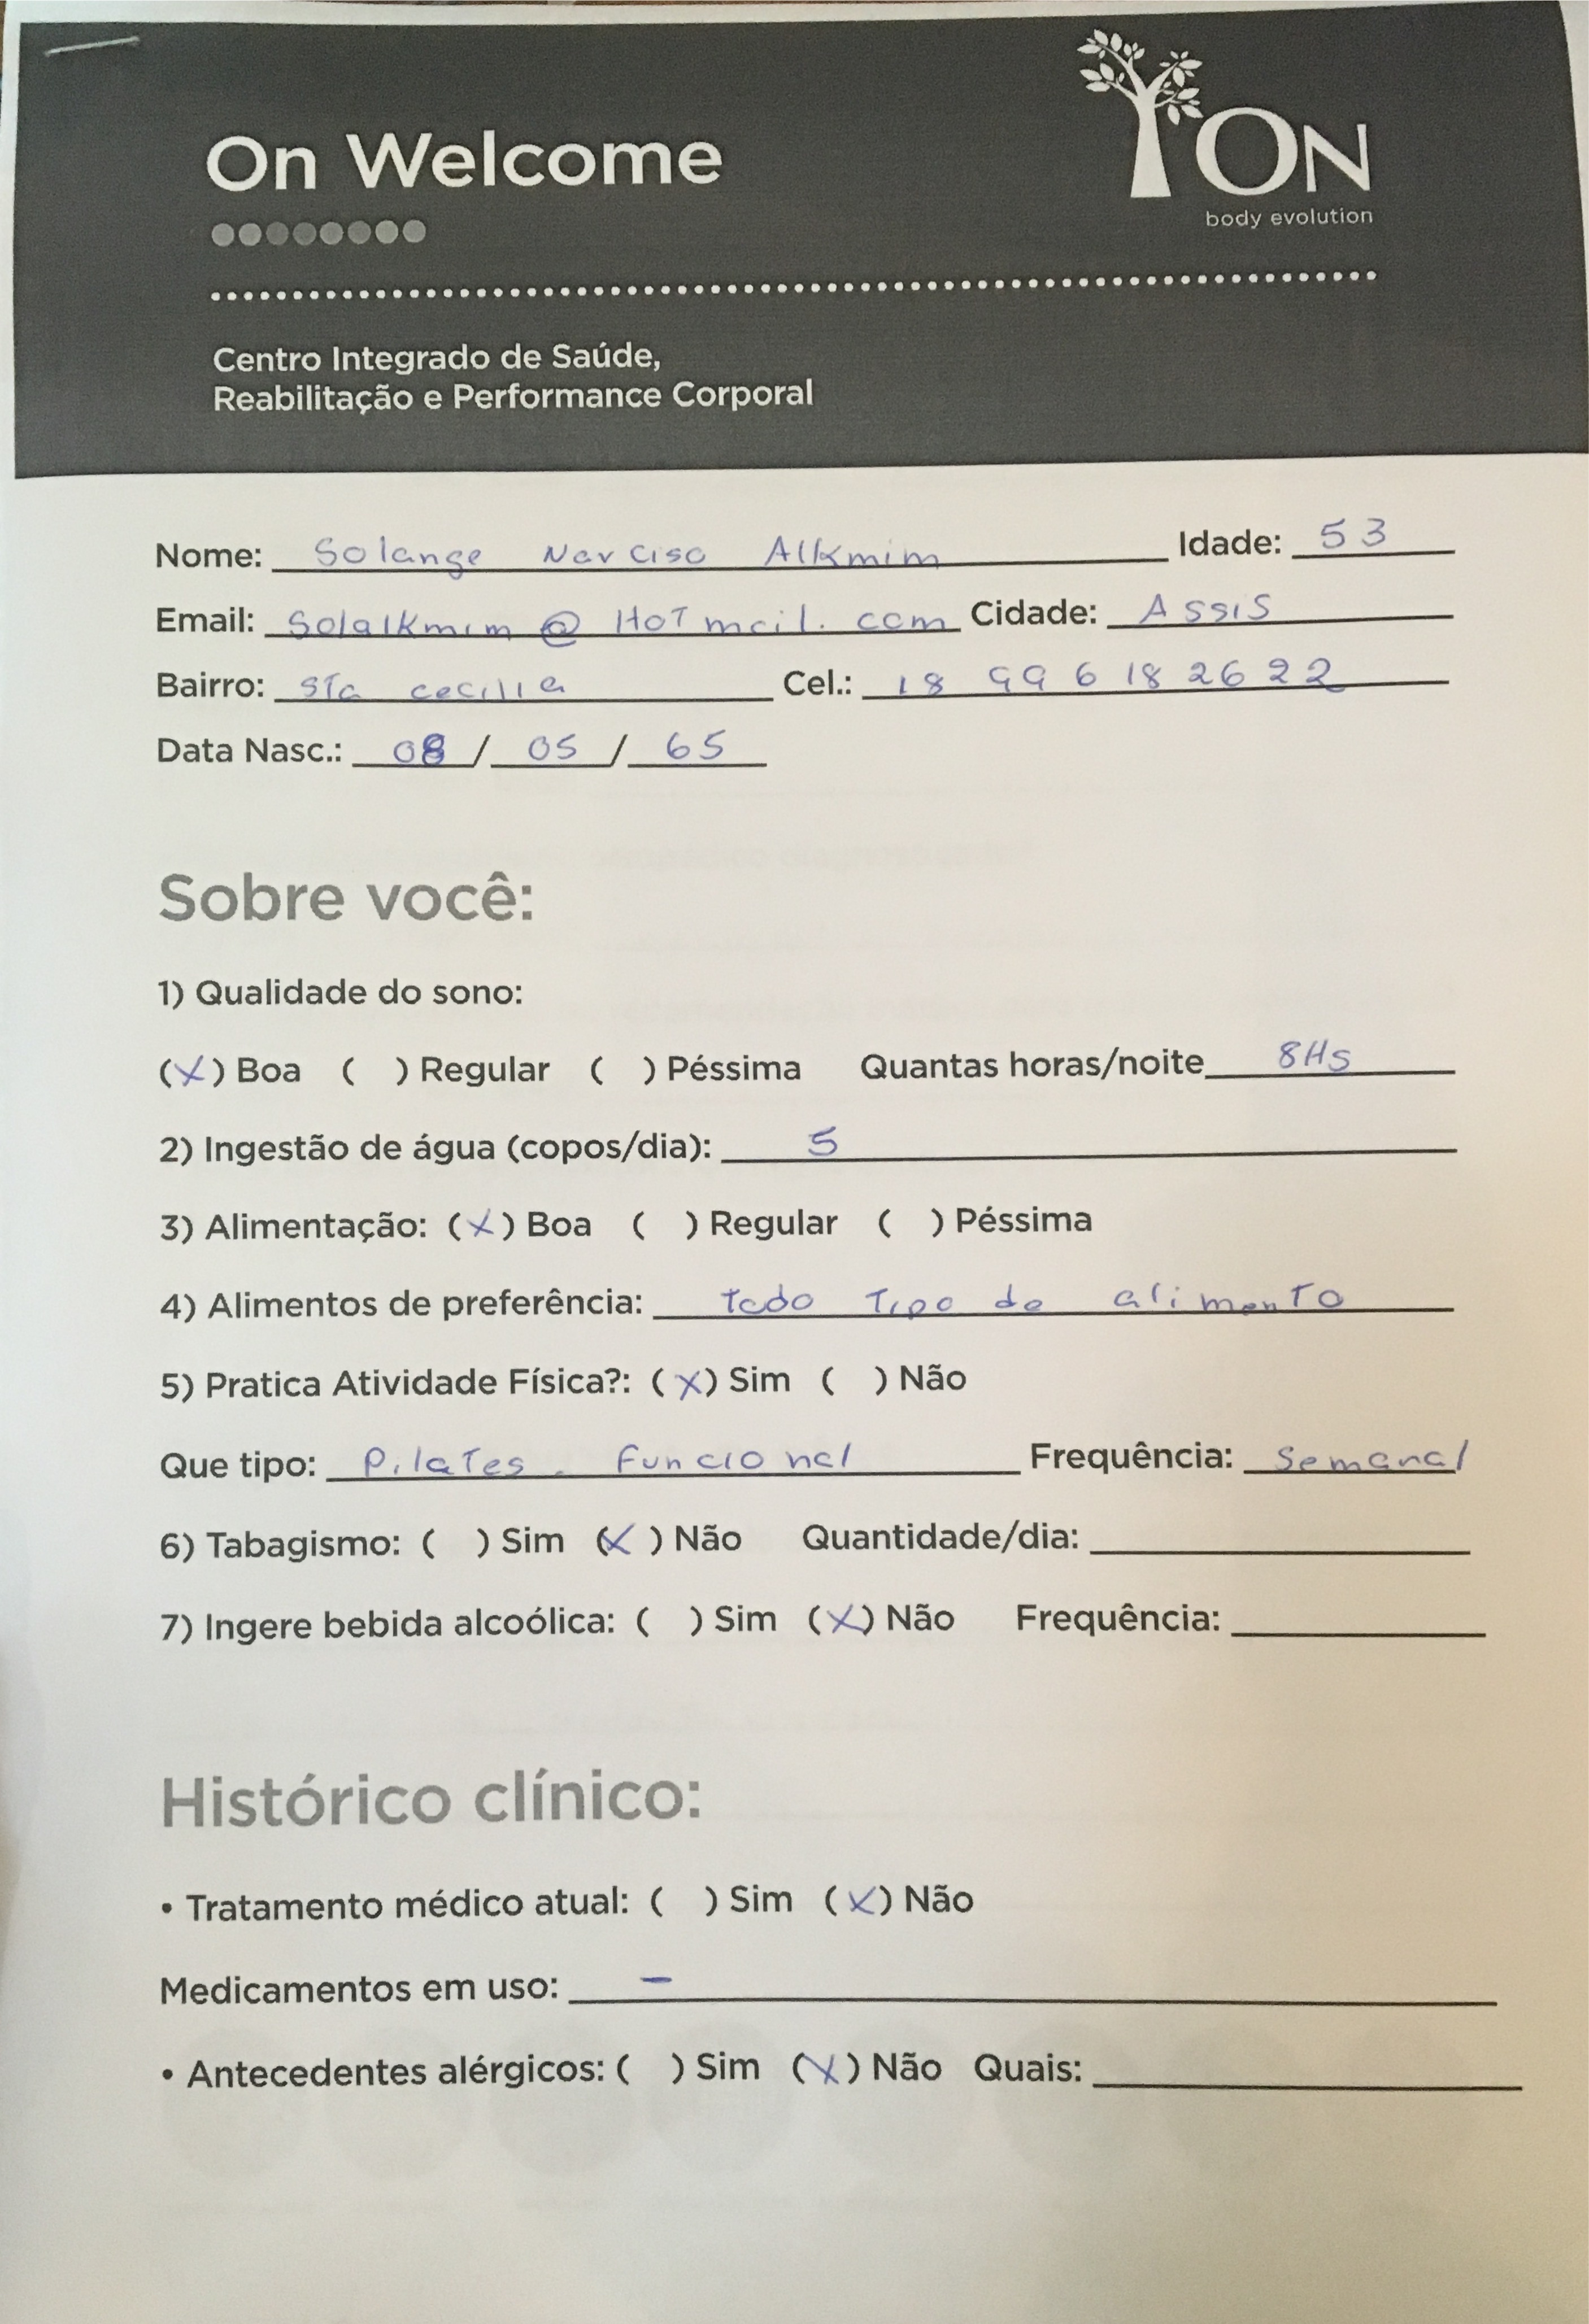 On Welcome
ON
body evolution
Centro Integrado de Saúde,
Reabilitação e Performance Corporal
Nome: Solange Narciso Alkmim Idade: 53
Email: Solalkmim @ HoTmail. com Cidade: Assis
Bairro: STa cecilia Cel.: 18 99 6 18 26 22
Data Nasc.: 08 / 05 / 65
Sobre você:
1) Qualidade do sono:
(X) Boa ( ) Regular ( ) Péssima Quantas horas/noite 8Hs
2) Ingestão de água (copos/dia): 5
3) Alimentação: (X) Boa ( ) Regular ( ) Péssima
4) Alimentos de preferência: Todo Tipo de alimenTo
5) Pratica Atividade Física?: (X) Sim ( ) Não
Que tipo: PilaTes. Funcional Frequência: Semanal
6) Tabagismo: ( ) Sim (X) Não Quantidade/dia:
7) Ingere bebida alcoólica: ( ) Sim (X) Não Frequência:
Histórico clínico:
• Tratamento médico atual: ( ) Sim (X) Não
Medicamentos em uso: –
• Antecedentes alérgicos: ( ) Sim (X) Não Quais: